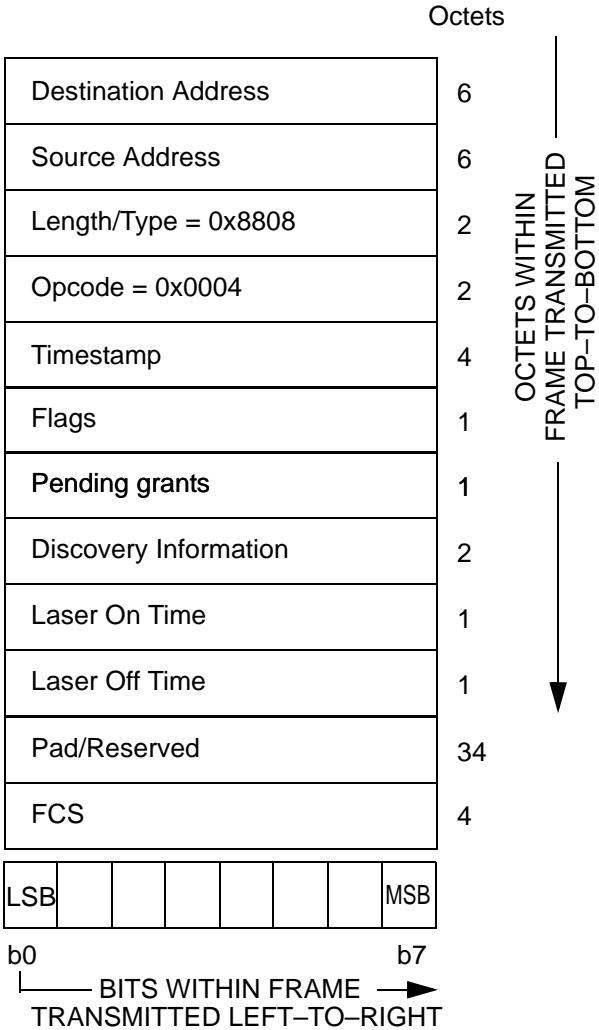 Octets
Destination Address 6
Source Address 6
Length/Type = 0x8808 2
Opcode = 0x0004 2
Timestamp 4
Flags 1
Pending grants 1
Discovery Information 2
Laser On Time 1
Laser Off Time 1
Pad/Reserved 34
FCS 4
OCTETS WITHIN
FRAME TRANSMITTED
TOP–TO–BOTTOM
LSB MSB
b0 b7
BITS WITHIN FRAME
TRANSMITTED LEFT–TO–RIGHT